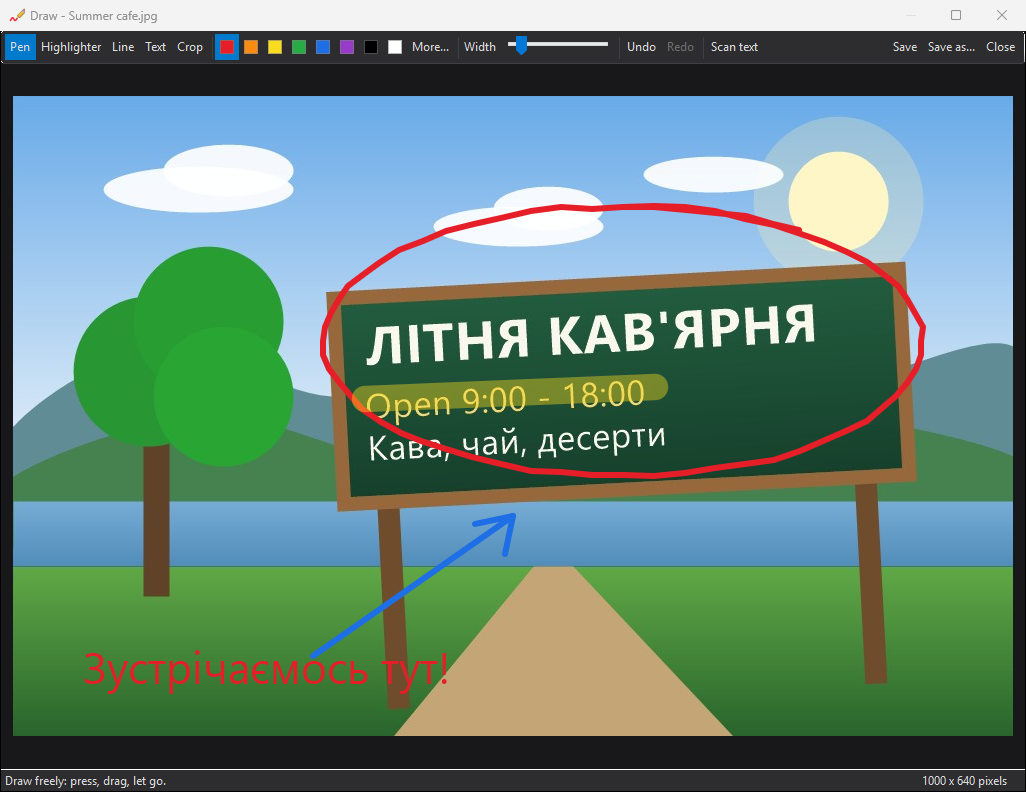 Draw - Summer cafe.jpg
Pen Highlighter Line Text Crop More... Width Undo Redo Scan text Save Save as... Close
ЛІТНЯ КАВ'ЯРНЯ
Open 9:00 - 18:00
Кава, чай, десерти
Зустрічаємось тут!
Draw freely: press, drag, let go. 1000 x 640 pixels